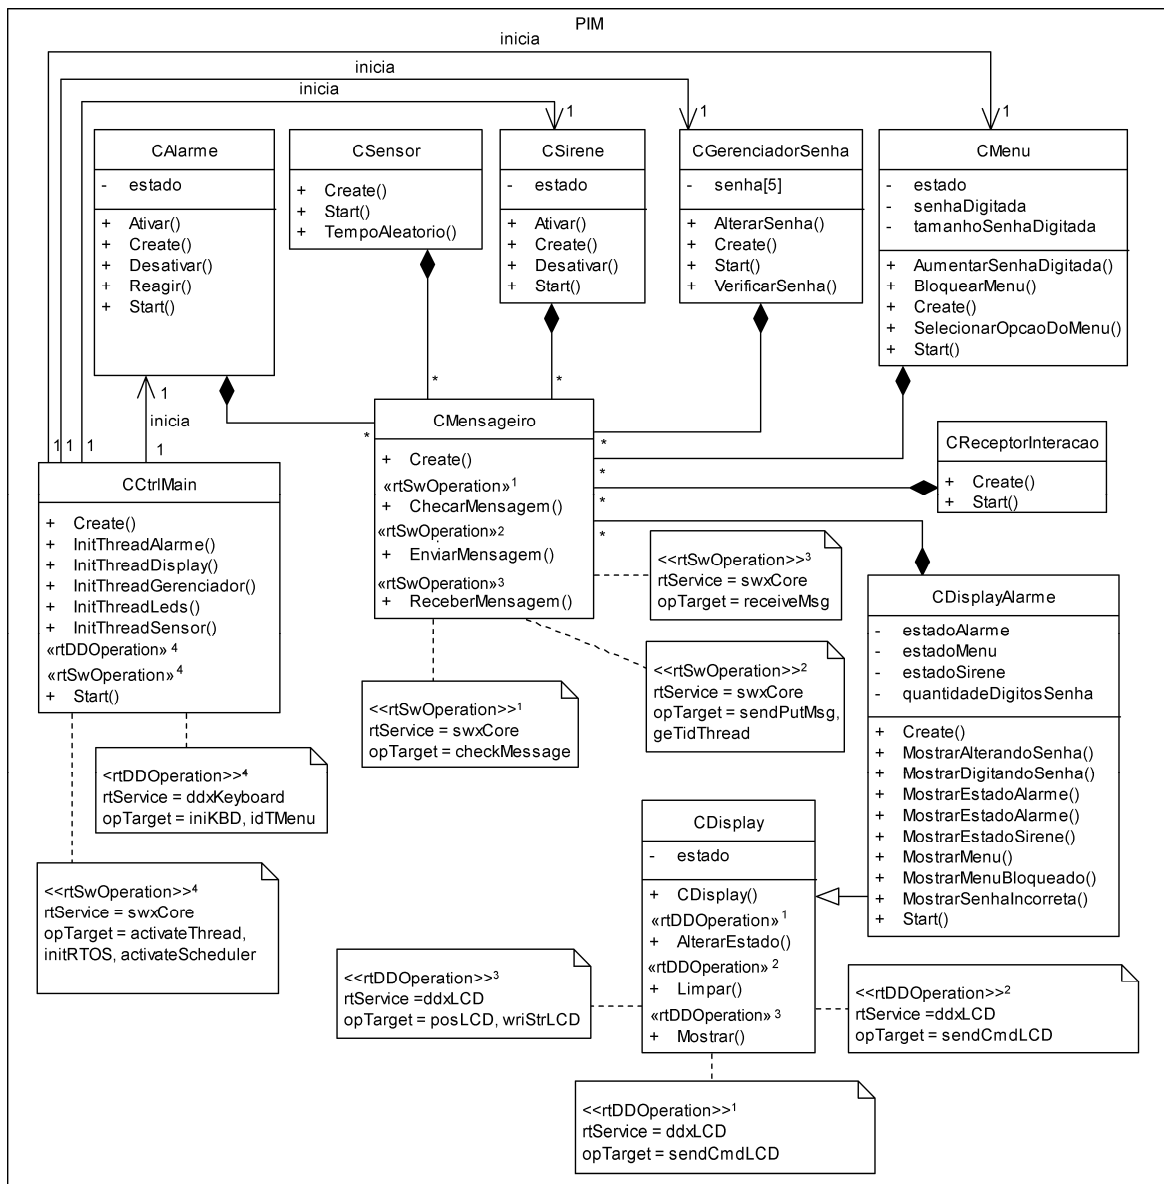 PIM
inicia
inicia
inicia
1
1
1
CAlarme
- estado
+ Ativar()
+ Create()
+ Desativar()
+ Reagir()
+ Start()
CSensor
+ Create()
+ Start()
+ TempoAleatorio()
CSirene
- estado
+ Ativar()
+ Create()
+ Desativar()
+ Start()
CGerenciadorSenha
- senha[5]
+ AlterarSenha()
+ Create()
+ Start()
+ VerificarSenha()
CMenu
- estado
- senhaDigitada
- tamanhoSenhaDigitada
+ AumentarSenhaDigitada()
+ BloquearMenu()
+ Create()
+ SelecionarOpcaoDoMenu()
+ Start()
1
inicia
1 1 1 1
*
*
*
*
*
*
*
CMensageiro
+ Create()
«rtSwOperation»1
+ ChecarMensagem()
«rtSwOperation»2
+ EnviarMensagem()
«rtSwOperation»3
+ ReceberMensagem()
CReceptorInteracao
+ Create()
+ Start()
CCtrlMain
+ Create()
+ InitThreadAlarme()
+ InitThreadDisplay()
+ InitThreadGerenciador()
+ InitThreadLeds()
+ InitThreadSensor()
«rtDDOperation» 4
«rtSwOperation» 4
+ Start()
<<rtSwOperation>>3
rtService = swxCore
opTarget = receiveMsg
<<rtSwOperation>>2
rtService = swxCore
opTarget = sendPutMsg,
geTidThread
<<rtSwOperation>>1
rtService = swxCore
opTarget = checkMessage
CDisplayAlarme
- estadoAlarme
- estadoMenu
- estadoSirene
- quantidadeDigitosSenha
+ Create()
+ MostrarAlterandoSenha()
+ MostrarDigitandoSenha()
+ MostrarEstadoAlarme()
+ MostrarEstadoAlarme()
+ MostrarEstadoSirene()
+ MostrarMenu()
+ MostrarMenuBloqueado()
+ MostrarSenhaIncorreta()
+ Start()
<rtDDOperation>>4
rtService = ddxKeyboard
opTarget = iniKBD, idTMenu
<<rtSwOperation>>4
rtService = swxCore
opTarget = activateThread,
initRTOS, activateScheduler
CDisplay
- estado
+ CDisplay()
«rtDDOperation» 1
+ AlterarEstado()
«rtDDOperation» 2
+ Limpar()
«rtDDOperation» 3
+ Mostrar()
<<rtDDOperation>>3
rtService =ddxLCD
opTarget = posLCD, wriStrLCD
<<rtDDOperation>>2
rtService =ddxLCD
opTarget = sendCmdLCD
<<rtDDOperation>>1
rtService = ddxLCD
opTarget = sendCmdLCD